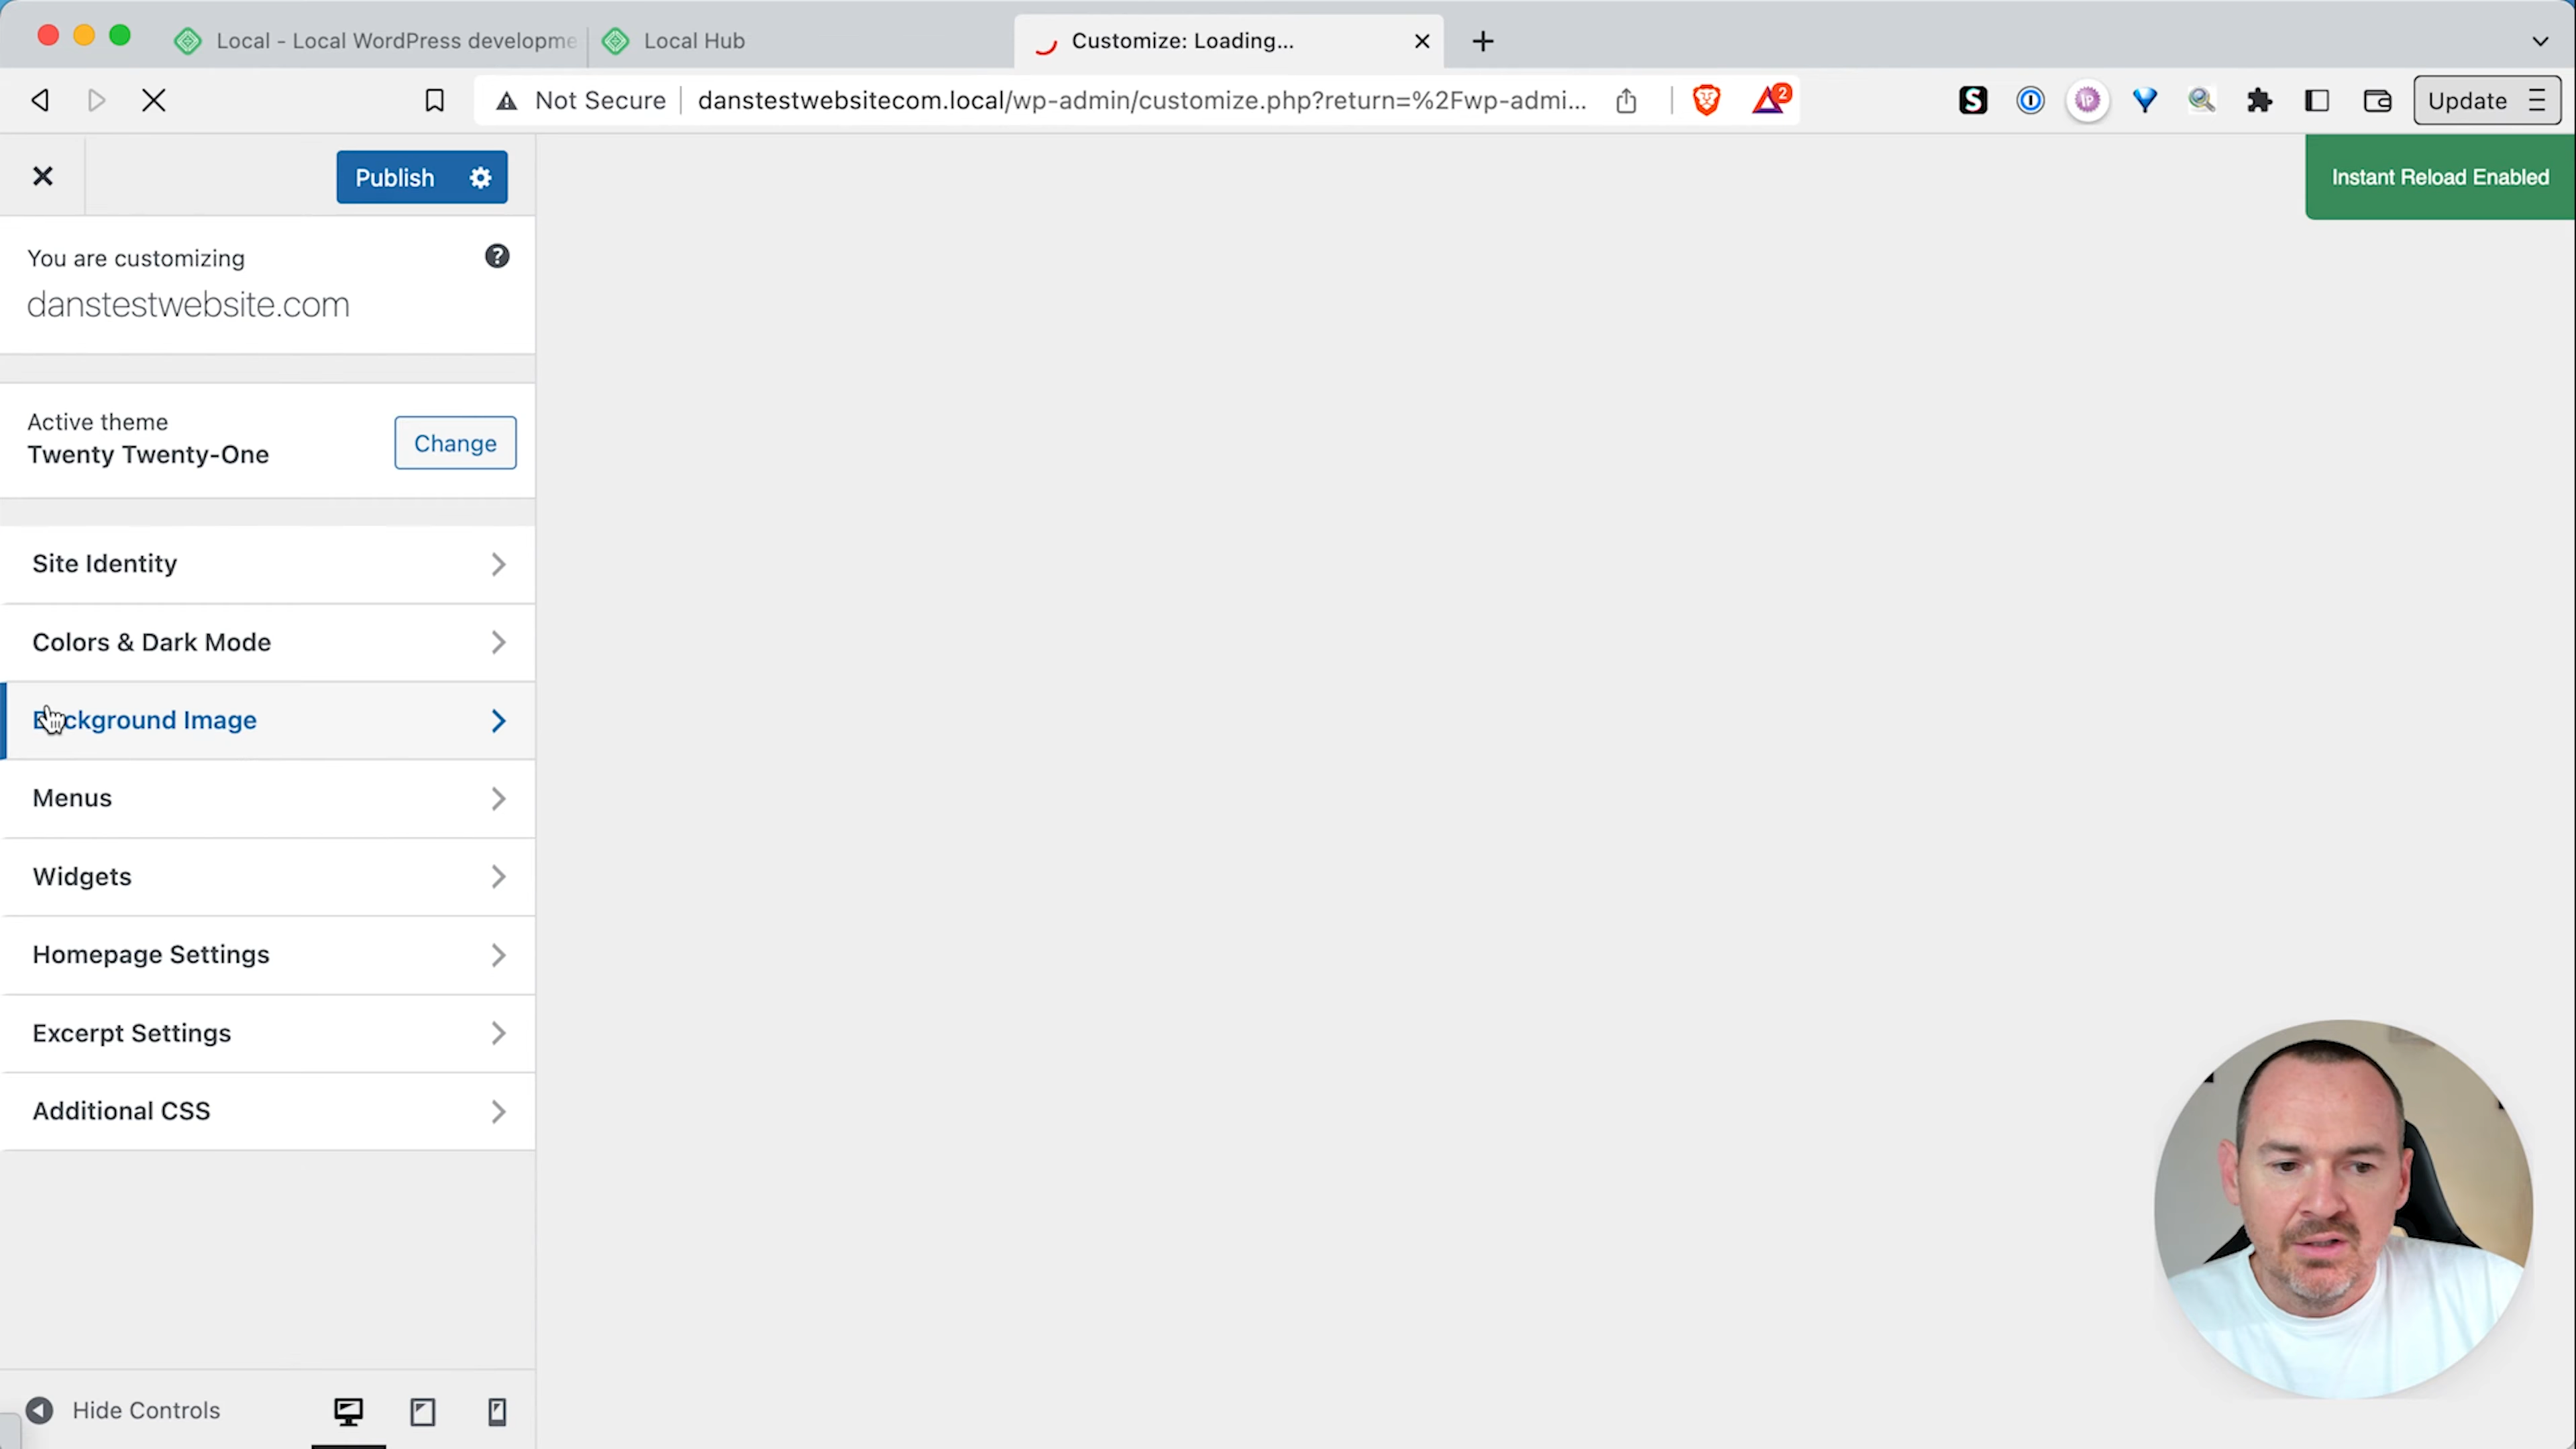 Local - Local WordPress developme
Local Hub
Customize: Loading...
Not Secure
danstestwebsitecom.local/wp-admin/customize.php?return=%2Fwp-admi...
2
Update
Publish
Instant Reload Enabled
You are customizing
danstestwebsite.com
Active theme
Twenty Twenty-One
Change
Site Identity
Colors & Dark Mode
Background Image
Menus
Widgets
Homepage Settings
Excerpt Settings
Additional CSS
Hide Controls